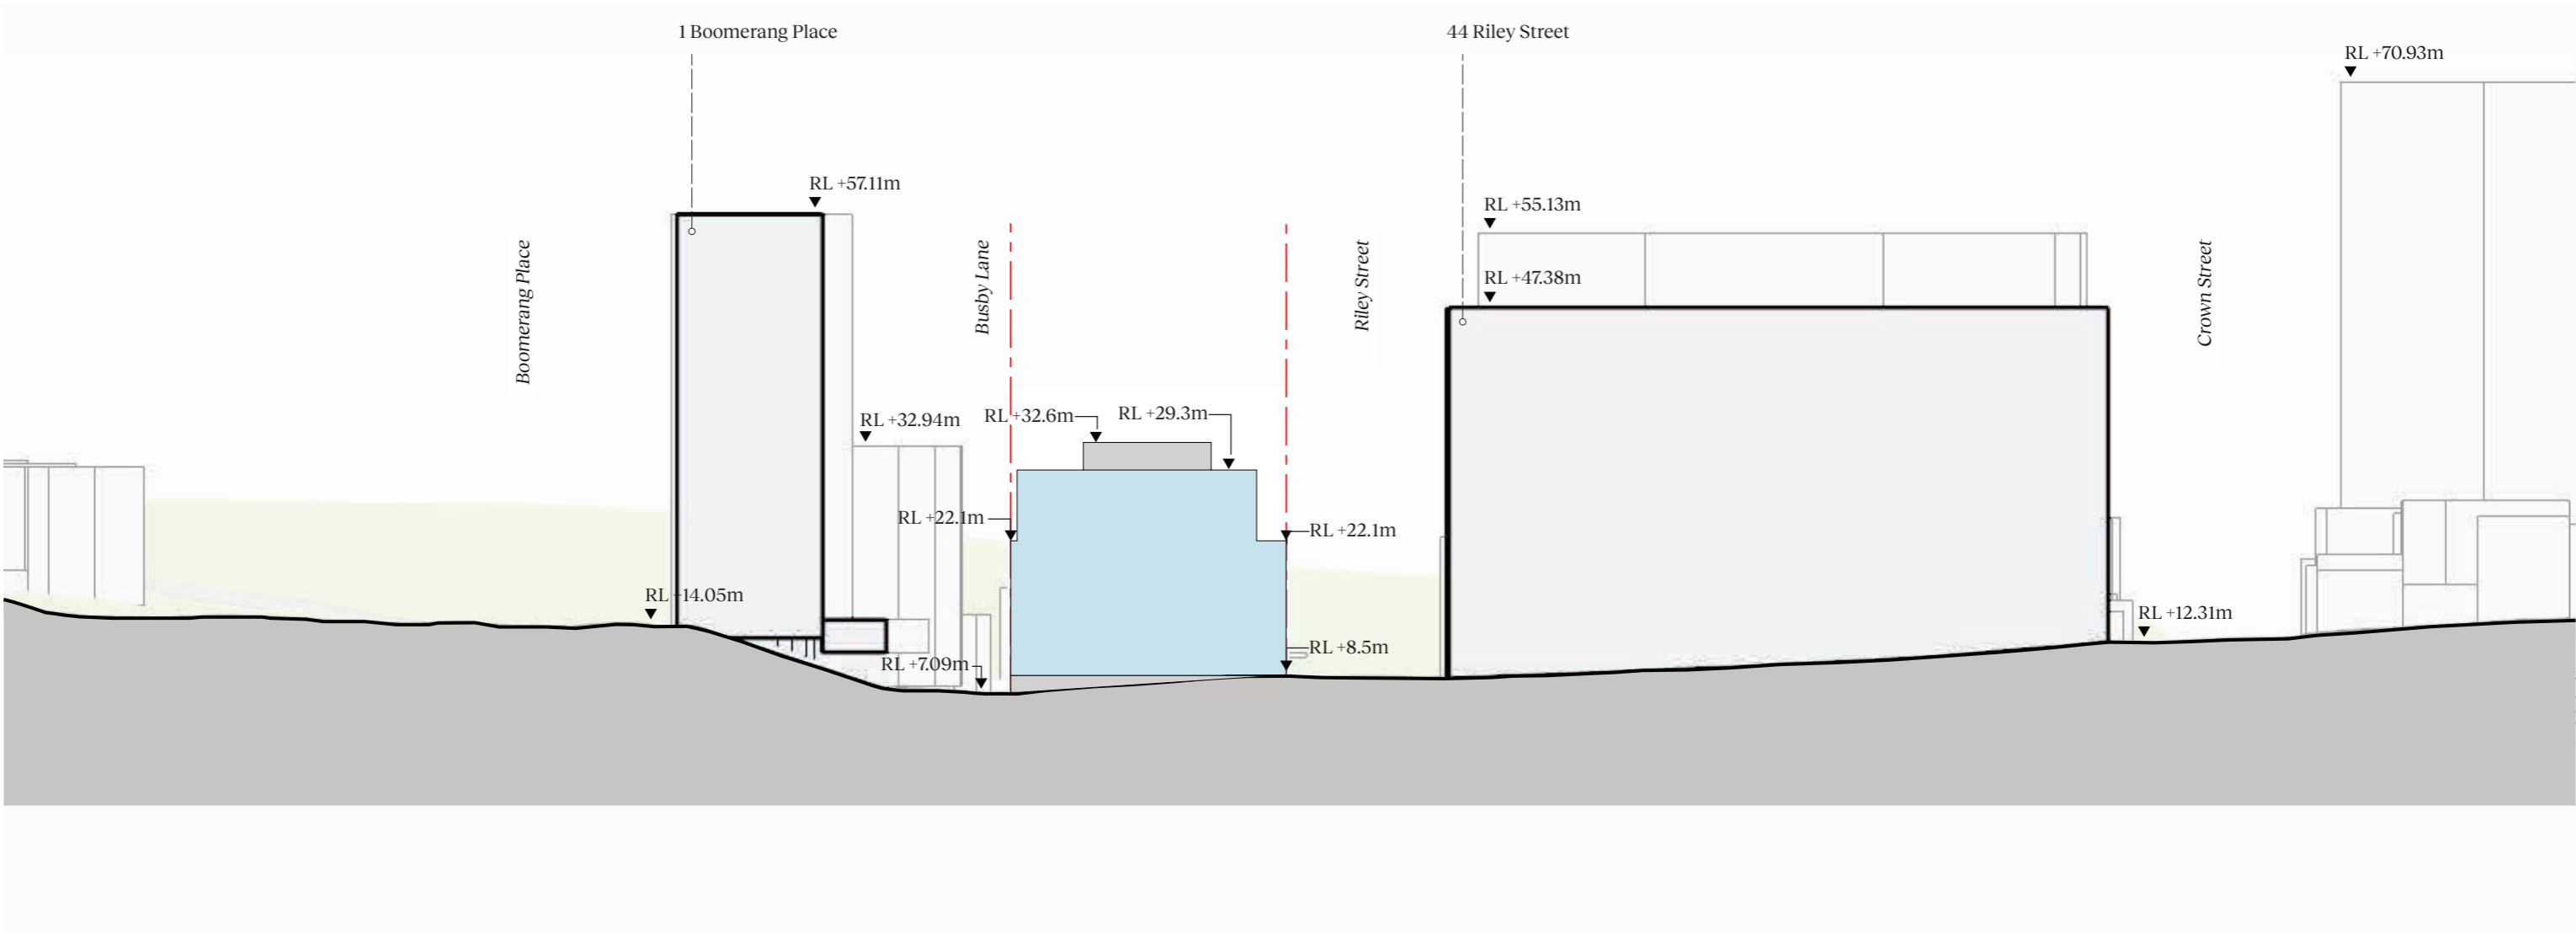 1 Boomerang Place
44 Riley Street
RL +70.93m
RL +57.11m
RL +55.13m
Boomerang Place
Busby Lane
Riley Street
Crown Street
RL +47.38m
RL +32.94m
RL +32.6m
RL +29.3m
RL +22.1m
RL +22.1m
RL +14.05m
RL +12.31m
RL +8.5m
RL +7.09m